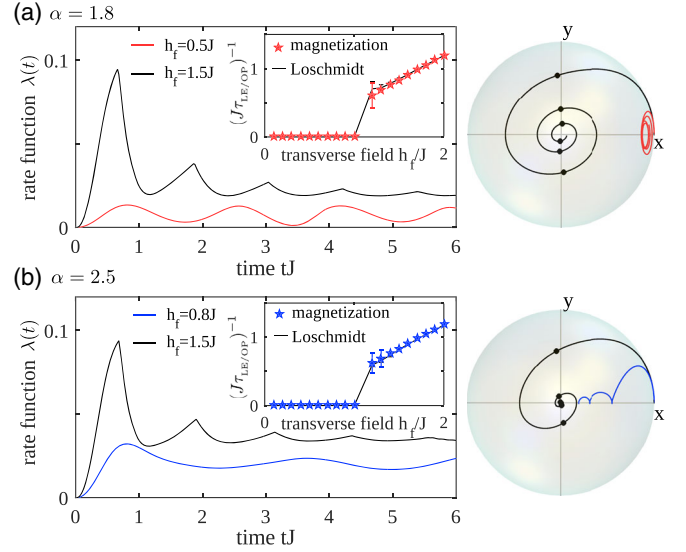 (a) α = 1.8
rate function λ(t)
0.1
0
h_f=0.5J
h_f=1.5J
(Jτ_LE/OP)^−1
1
0
magnetization
Loschmidt
0 transverse field h_f/J 2
0 1 2 3 4 5 6
time tJ
y
x
(b) α = 2.5
rate function λ(t)
0.1
0
h_f=0.8J
h_f=1.5J
(Jτ_LE/OP)^−1
1
0
magnetization
Loschmidt
0 transverse field h_f/J 2
0 1 2 3 4 5 6
time tJ
y
x